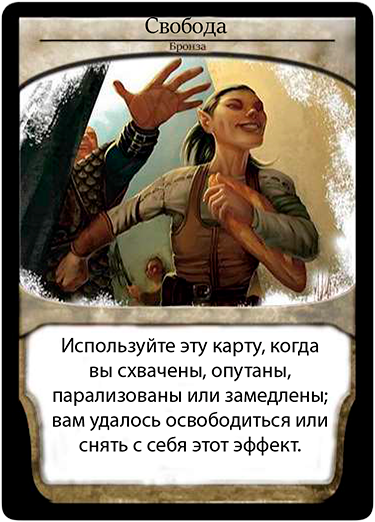 Свобода
Бронза
Используйте эту карту, когда
вы схвачены, опутаны,
парализованы или замедлены;
вам удалось освободиться или
снять с себя этот эффект.